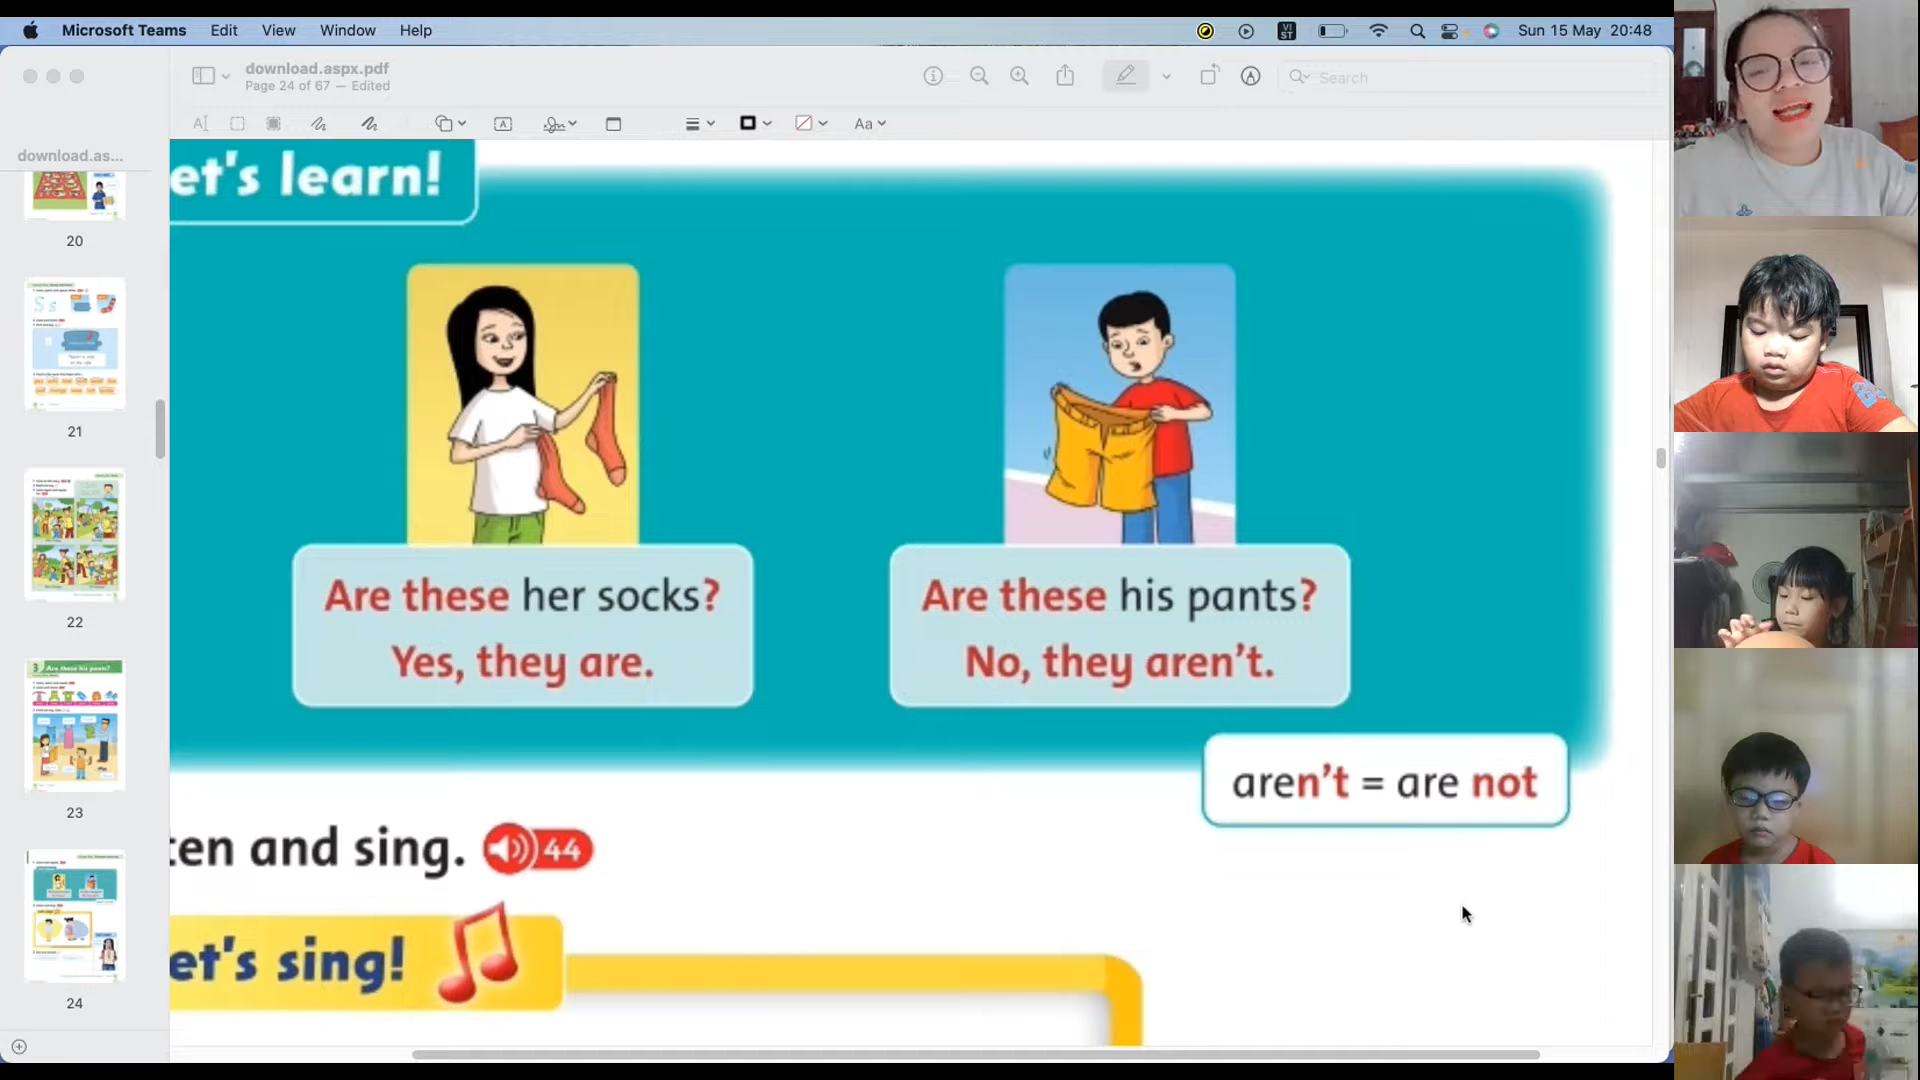 Microsoft Teams Edit View Window Help
VI
ST
Sun 15 May 20:48
download.aspx.pdf
Page 24 of 67 — Edited
Search
Aa
download.as...
20
21
22
23
24
et's learn!
Are these her socks?
Yes, they are.
Are these his pants?
No, they aren't.
aren't = are not
ten and sing. 44
et's sing!